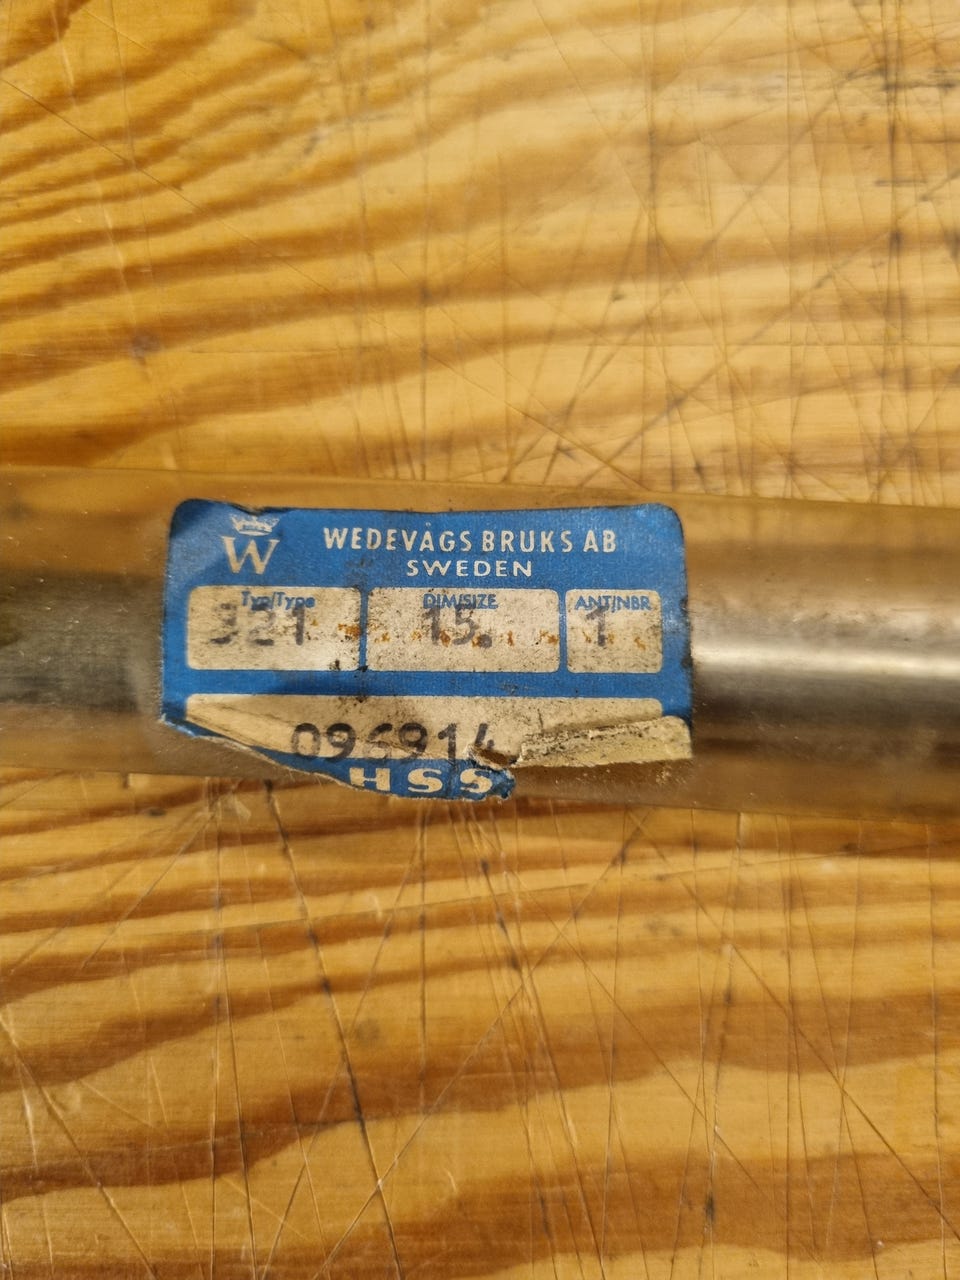 W
WEDEVÅGS BRUKS AB
SWEDEN
Typ/Type DIM/SIZE ANT/NBR
321 15. 1
096914
HSS